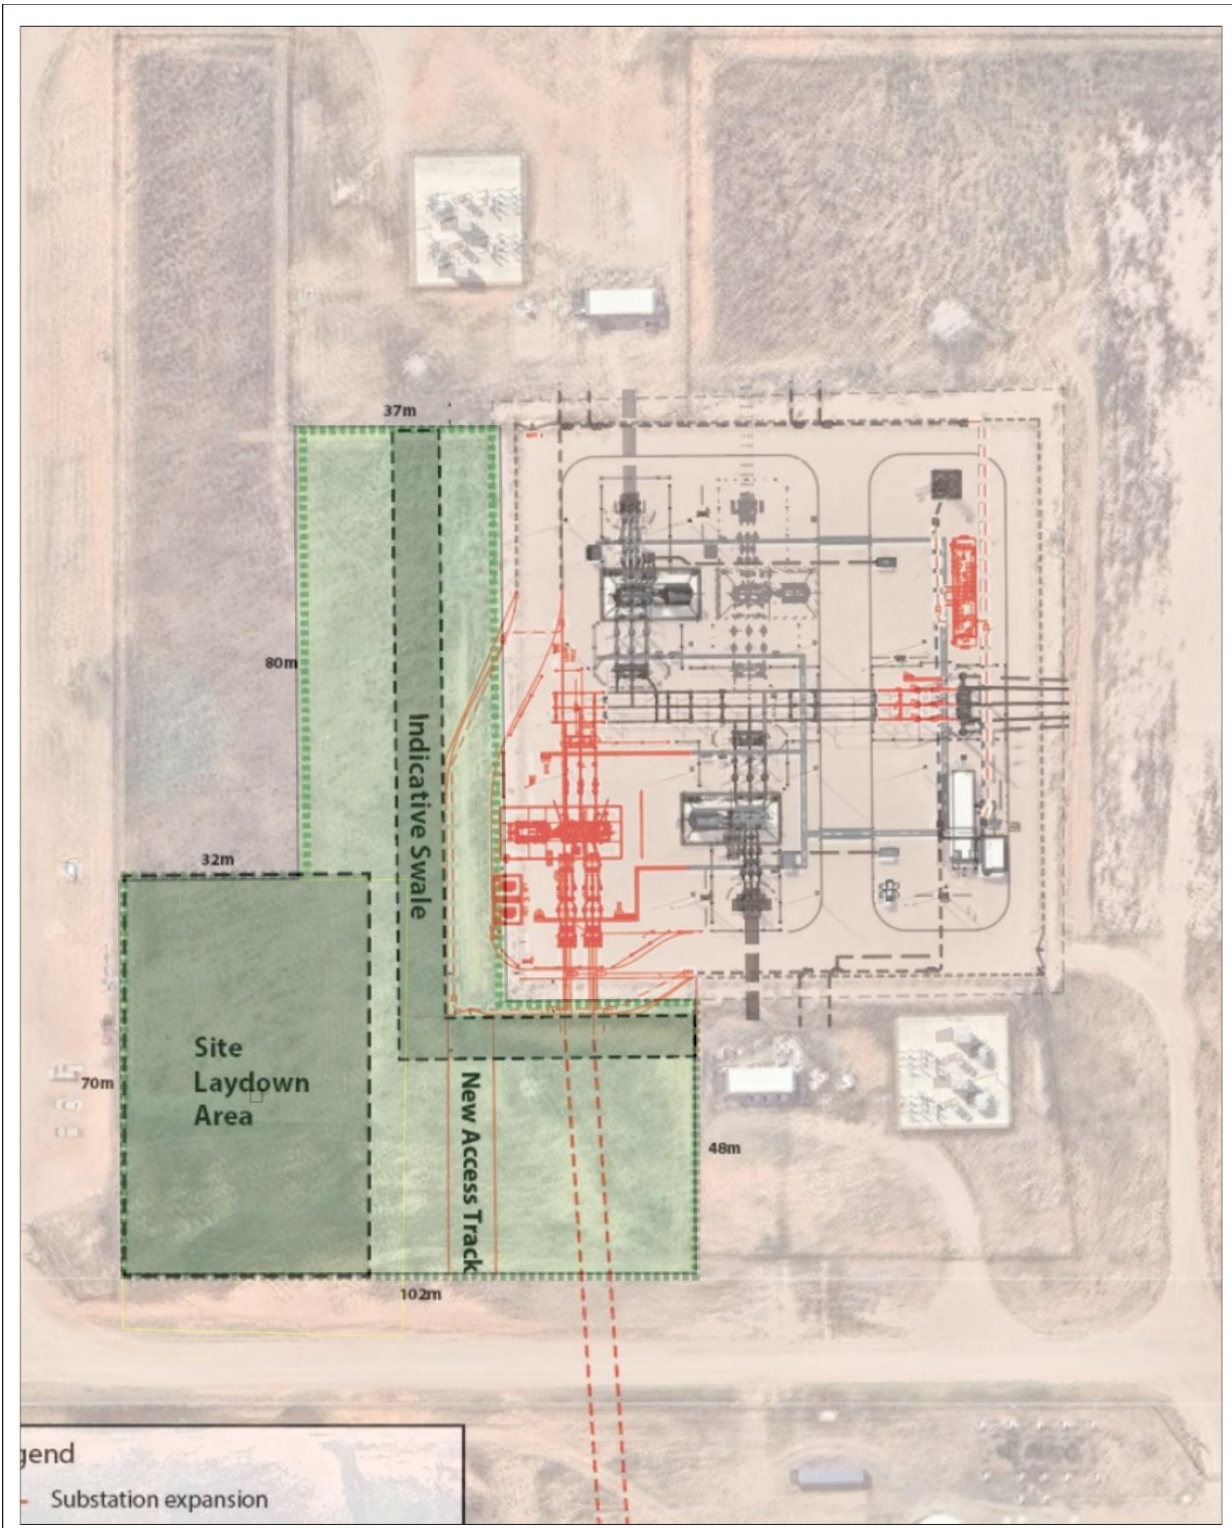 37m
80m
Indicative Swale
32m
Site
Laydown
Area
70m
New Access Track
48m
102m
gend
Substation expansion